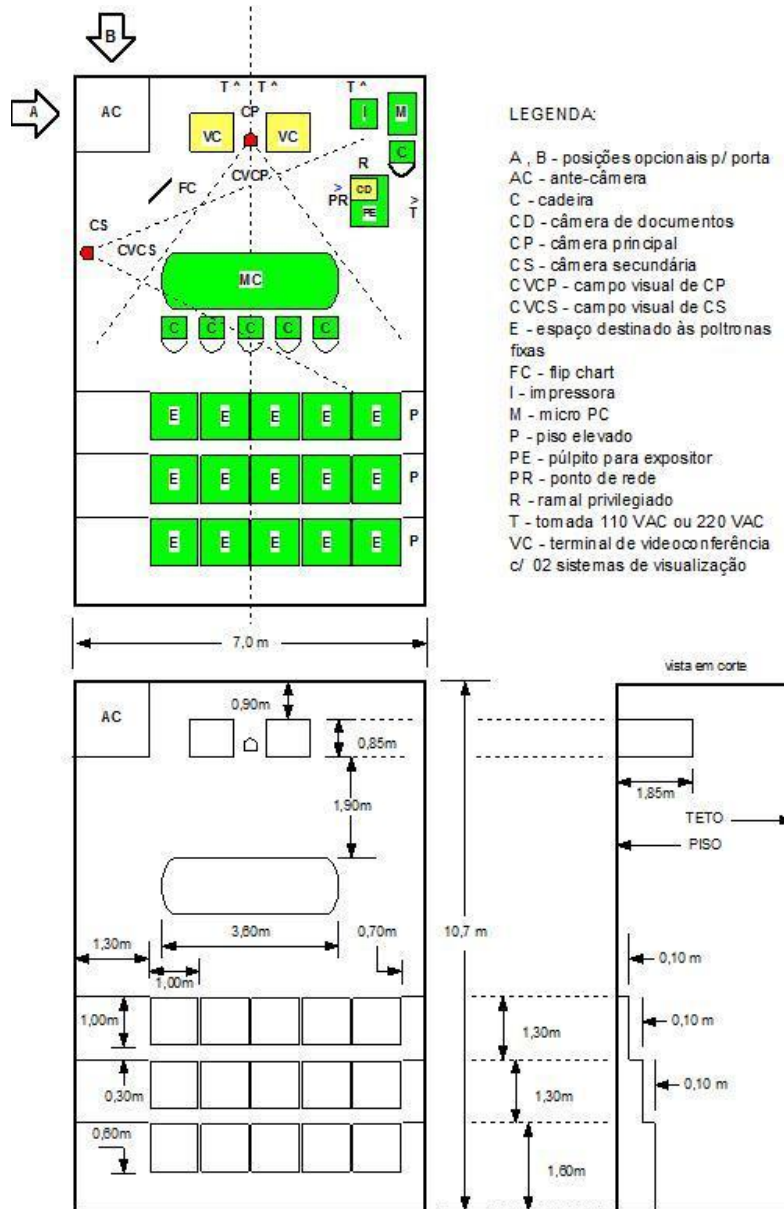 B
T ^ T ^ T ^
A
AC
CP
I
M
VC
VC
C
R
FC
CVCP
>
PR
CD
PE
>
T
CS
CVCS
MC
C C C C C
E E E E E P
E E E E E P
E E E E E P
LEGENDA:
A , B - posições opcionais p/ porta
AC - ante-câmera
C - cadeira
CD - câmera de documentos
CP - câmera principal
CS - câmera secundária
CVCP - campo visual de CP
CVCS - campo visual de CS
E - espaço destinado às poltronas
fixas
FC - flip chart
I - impressora
M - micro PC
P - piso elevado
PE - púlpito para expositor
PR - ponto de rede
R - ramal privilegiado
T - tomada 110 VAC ou 220 VAC
VC - terminal de videoconferência
c/ 02 sistemas de visualização
7,0 m
vista em corte
AC
0,90m
0,85m
1,90m
1,85m
TETO
PISO
1,30m
3,60m
0,70m
10,7 m
1,00m
0,10 m
1,00m
1,30m
0,10 m
0,30m
1,30m
0,10 m
0,60m
1,60m